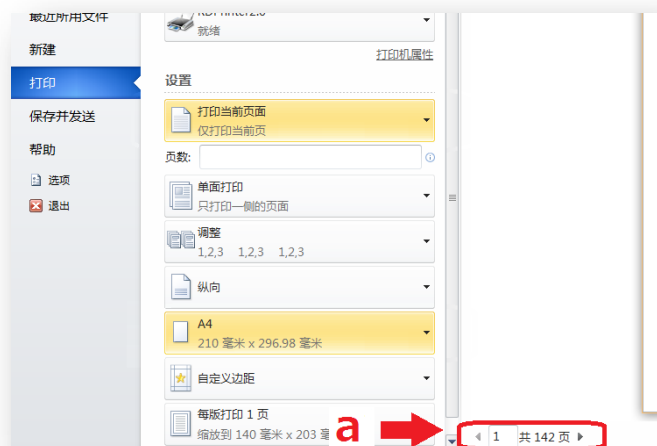 最近所用文件
新建
打印
保存并发送
帮助
选项
退出
就绪
打印机属性
设置
打印当前页面
仅打印当前页
页数:
单面打印
只打印一侧的页面
调整
1,2,3 1,2,3 1,2,3
纵向
A4
210 毫米 x 296.98 毫米
自定义边距
每版打印 1 页
缩放到 140 毫米 x 203 毫
a
1 共 142 页